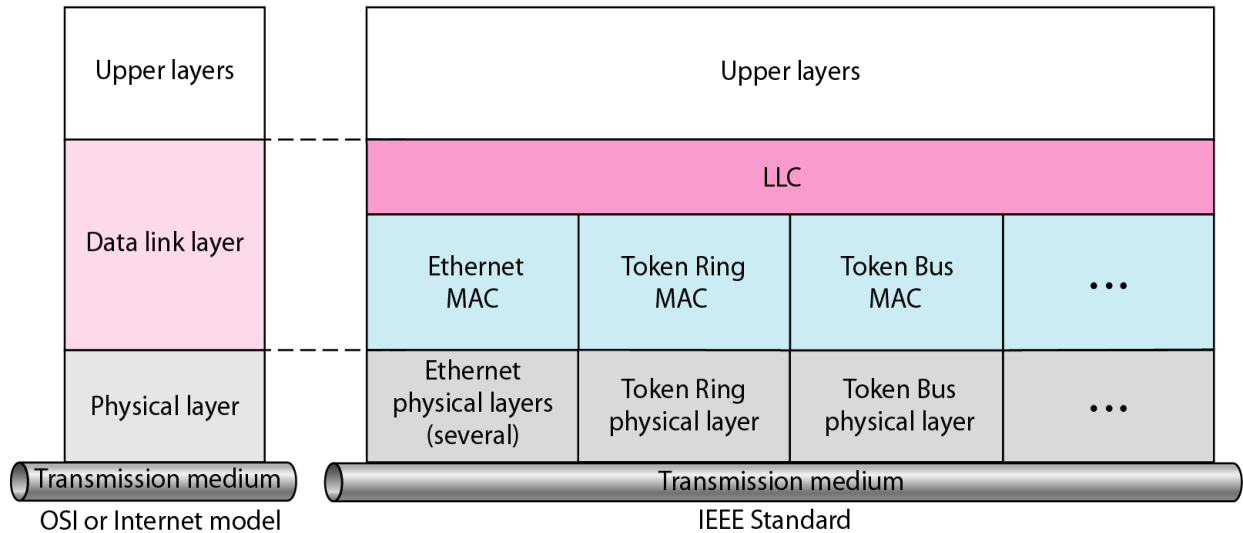 Upper layers
Upper layers
LLC
Data link layer
Ethernet
MAC
Token Ring
MAC
Token Bus
MAC
...
Physical layer
Ethernet
physical layers
(several)
Token Ring
physical layer
Token Bus
physical layer
...
Transmission medium
Transmission medium
OSI or Internet model
IEEE Standard